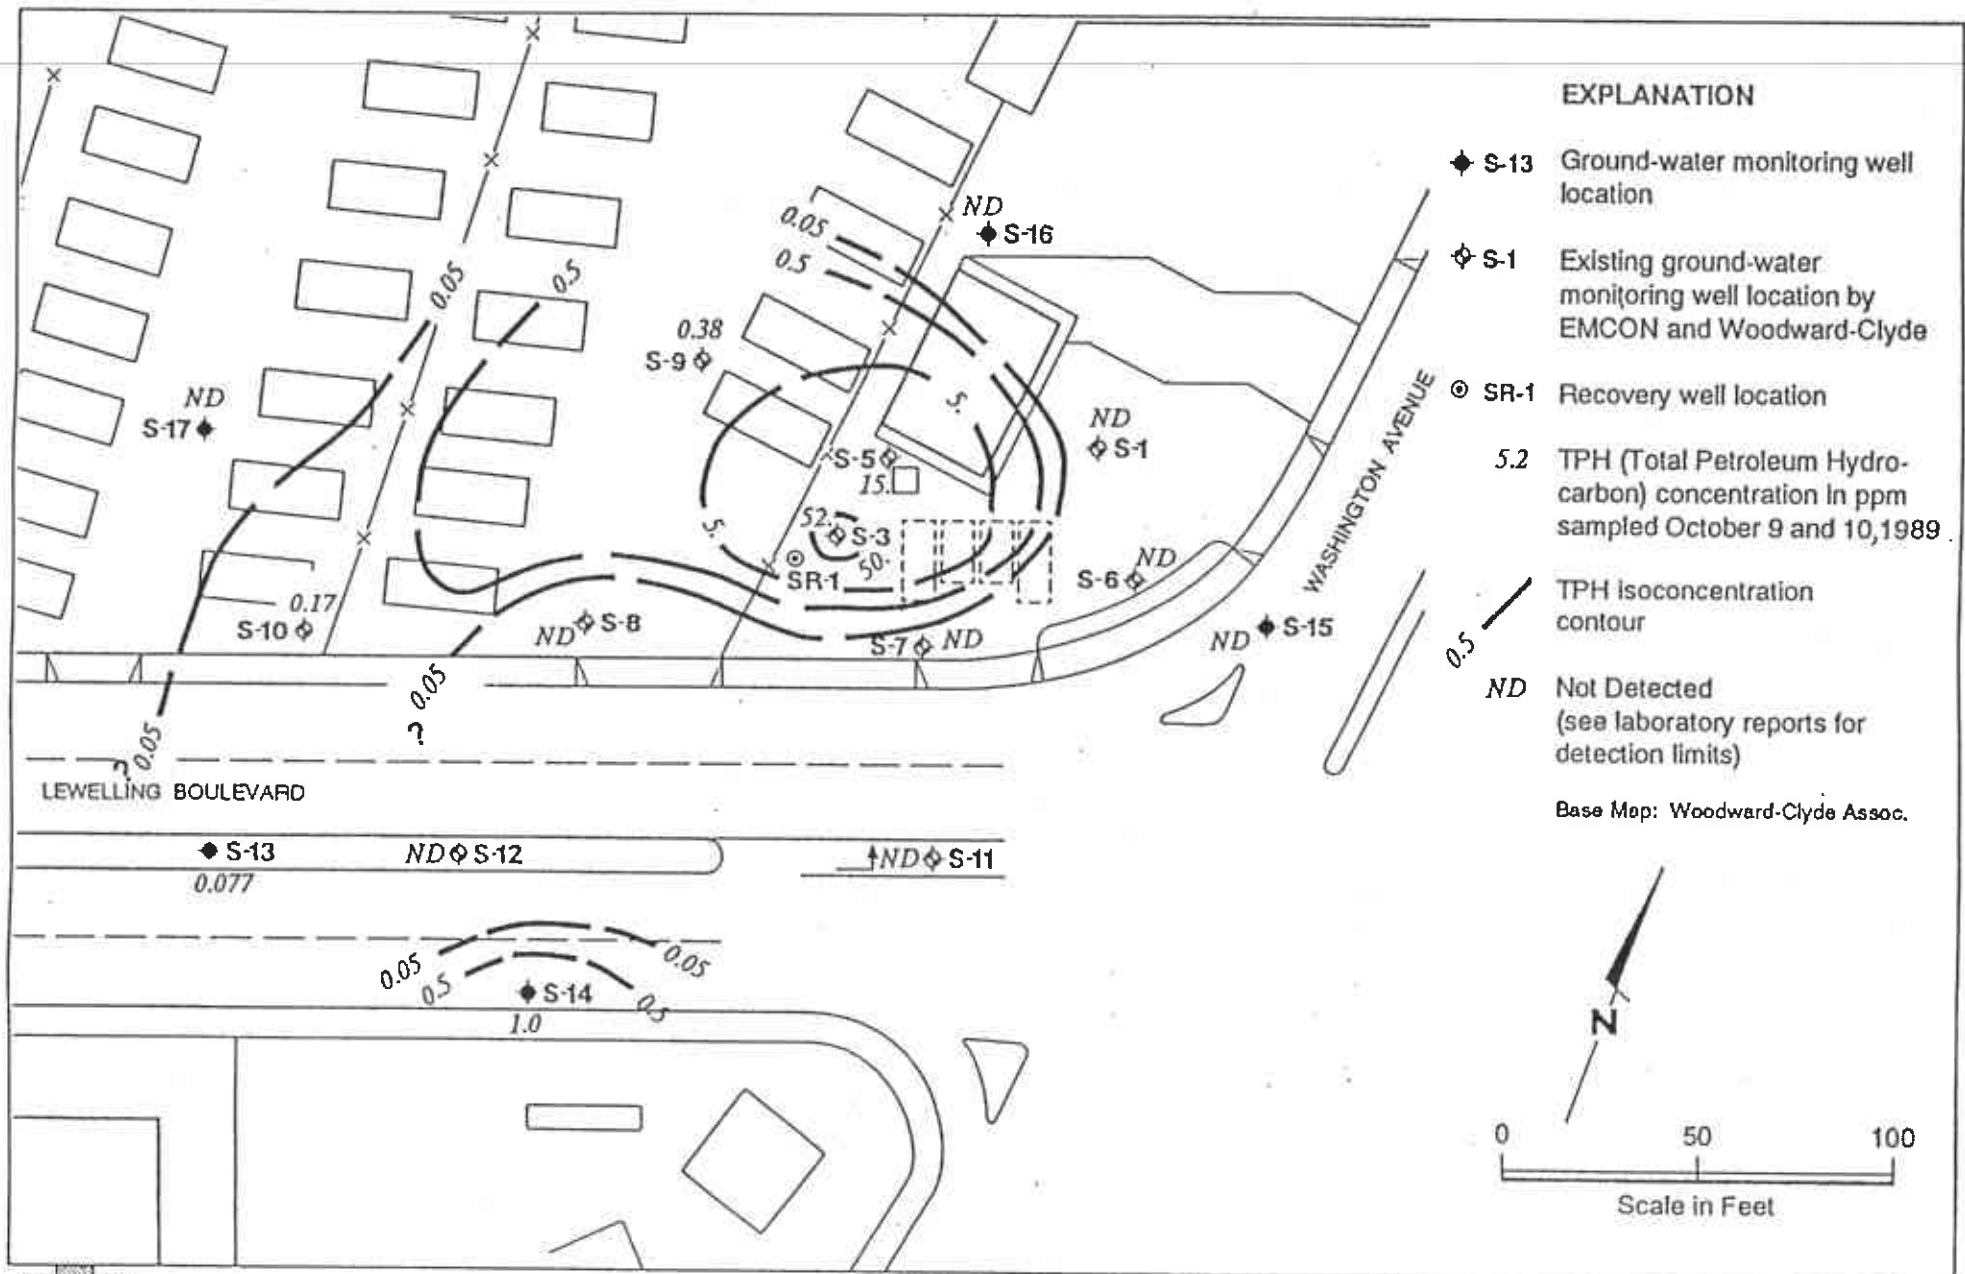 EXPLANATION
S-13 Ground-water monitoring well
location
S-1 Existing ground-water
monitoring well location by
EMCON and Woodward-Clyde
SR-1 Recovery well location
5.2 TPH (Total Petroleum Hydro-
carbon) concentration In ppm
sampled October 9 and 10,1989.
0.5 TPH isoconcentration
contour
ND Not Detected
(see laboratory reports for
detection limits)
Base Map: Woodward-Clyde Assoc.
N
0 50 100
Scale in Feet
ND
S-16
0.05
0.5
0.05
0.5
0.38
S-9
5.
ND
S-17
ND
S-1
S-5
15.
52.
S-3
5.
50.
SR-1
ND
S-6
0.17
S-10
ND S-8
S-7 ND
ND S-15
WASHINGTON AVENUE
0.05
?
0.05
?
LEWELLING BOULEVARD
S-13
0.077
ND S-12
ND S-11
0.05
0.05
0.5
0.5
S-14
1.0